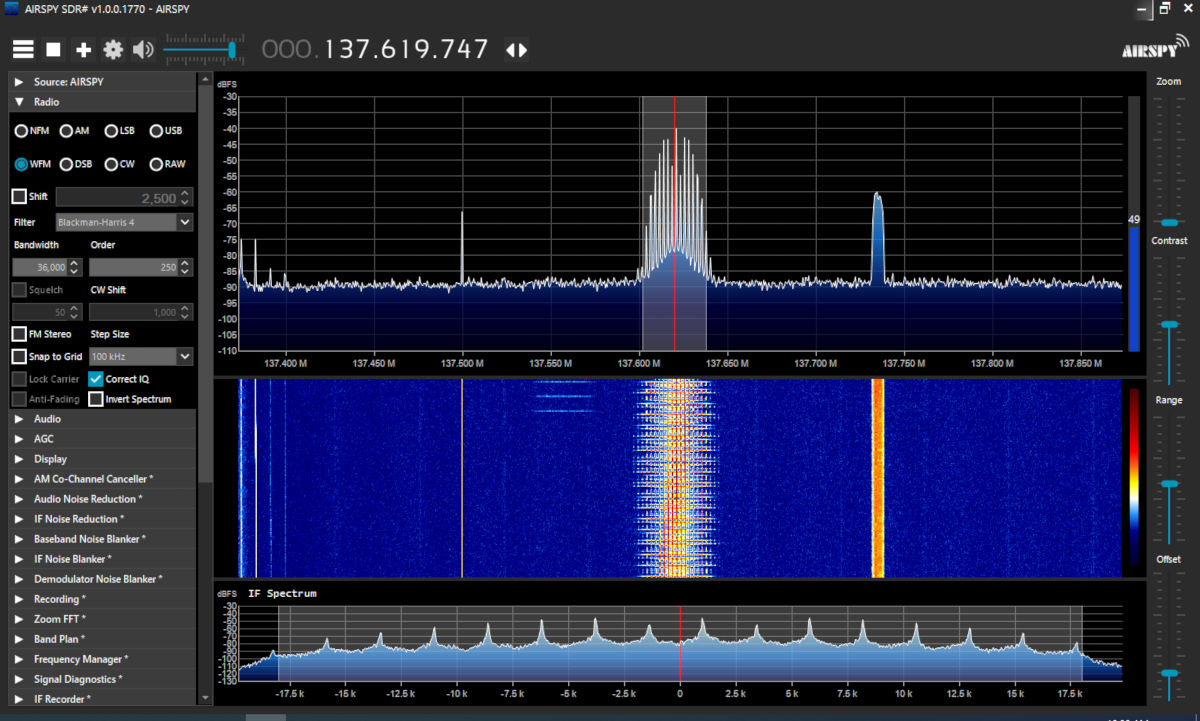 AIRSPY SDR# v1.0.0.1770 - AIRSPY
000.137.619.747
AIRSPY
Source: AIRSPY
Radio
NFM AM LSB USB
WFM DSB CW RAW
Shift 2,500
Filter Blackman-Harris 4
Bandwidth Order
36,000 250
Squelch CW Shift
50 1,000
FM Stereo Step Size
Snap to Grid 100 kHz
Lock Carrier Correct IQ
Anti-Fading Invert Spectrum
Audio
AGC
Display
AM Co-Channel Canceller *
Audio Noise Reduction *
IF Noise Reduction *
Baseband Noise Blanker *
IF Noise Blanker *
Demodulator Noise Blanker *
Recording *
Zoom FFT *
Band Plan *
Frequency Manager *
Signal Diagnostics *
IF Recorder *
dBFS
-30
-35
-40
-45
-50
-55
-60
-65
-70
-75
-80
-85
-90
-95
-100
-105
-110
137.400 M 137.450 M 137.500 M 137.550 M 137.600 M 137.650 M 137.700 M 137.750 M 137.800 M 137.850 M
49
dBFS IF Spectrum
-30
-40
-50
-60
-70
-80
-90
-100
-110
-120
-130
-17.5 k -15 k -12.5 k -10 k -7.5 k -5 k -2.5 k 0 2.5 k 5 k 7.5 k 10 k 12.5 k 15 k 17.5 k
Zoom
Contrast
Range
Offset